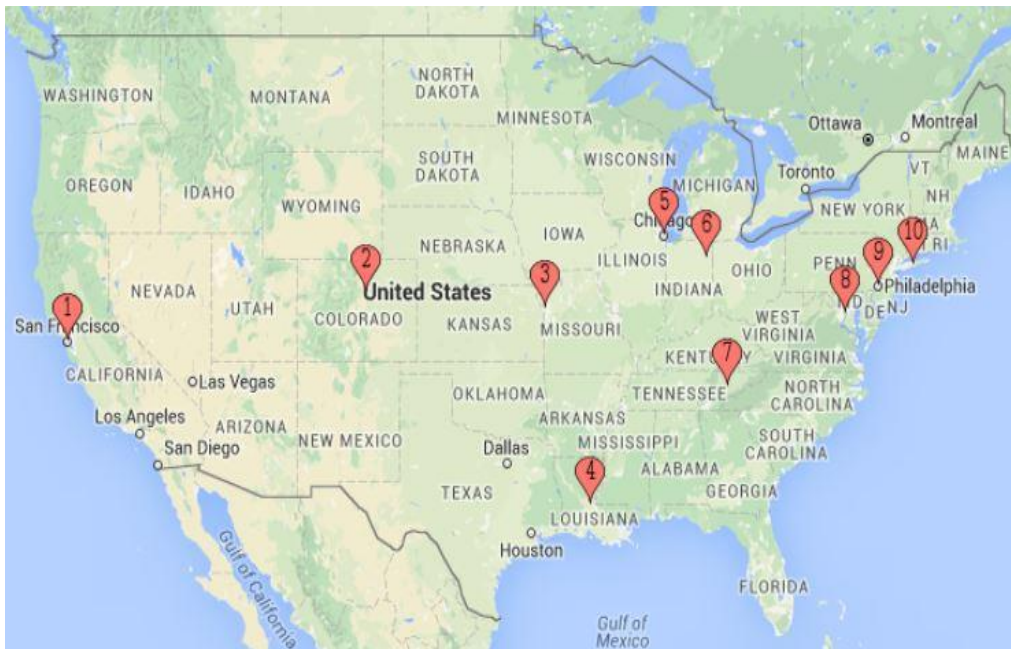 Ottawa
Montreal
MAINE
WASHINGTON
MONTANA
NORTH
DAKOTA
MINNESOTA
VT
NH
Toronto
OREGON
IDAHO
SOUTH
DAKOTA
WISCONSIN
MICHIGAN
WYOMING
NEW YORK
5
6
10
IOWA
NEBRASKA
RI
2
3
8
9
ILLINOIS
OHIO
PENN
NEVADA
UTAH
United States
INDIANA
Philadelphia
1
COLORADO
KANSAS
MISSOURI
WEST
VIRGINIA
DE
NJ
San Francisco
7
KENTUCKY
VIRGINIA
CALIFORNIA
Las Vegas
OKLAHOMA
TENNESSEE
NORTH
CAROLINA
Los Angeles
ARIZONA
NEW MEXICO
ARKANSAS
MISSISSIPPI
SOUTH
CAROLINA
San Diego
Dallas
4
ALABAMA
TEXAS
GEORGIA
LOUISIANA
Houston
Gulf of California
FLORIDA
Gulf of
Mexico